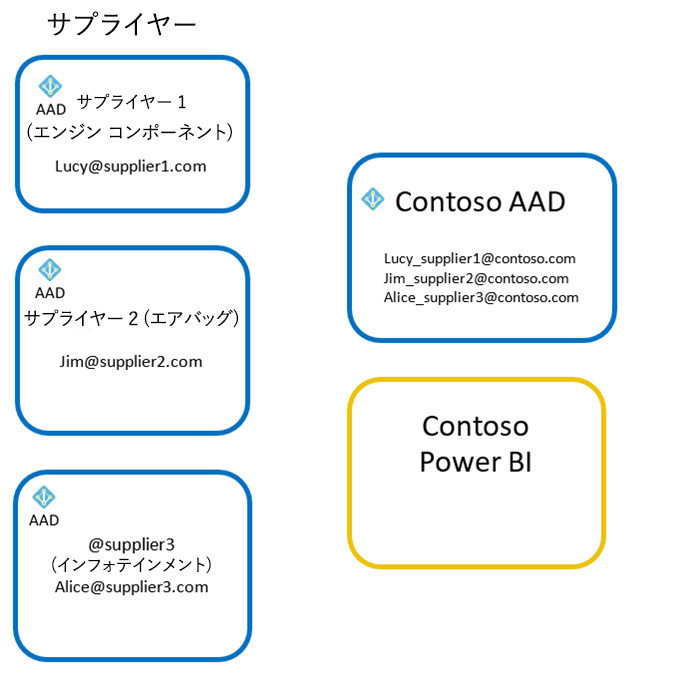 サプライヤー
AAD
サプライヤー 1
(エンジン コンポーネント)
Lucy@supplier1.com
AAD
サプライヤー 2 (エアバッグ)
Jim@supplier2.com
AAD
@supplier3
(インフォテインメント)
Alice@supplier3.com
Contoso AAD
Lucy_supplier1@contoso.com
Jim_supplier2@contoso.com
Alice_supplier3@contoso.com
Contoso
Power BI